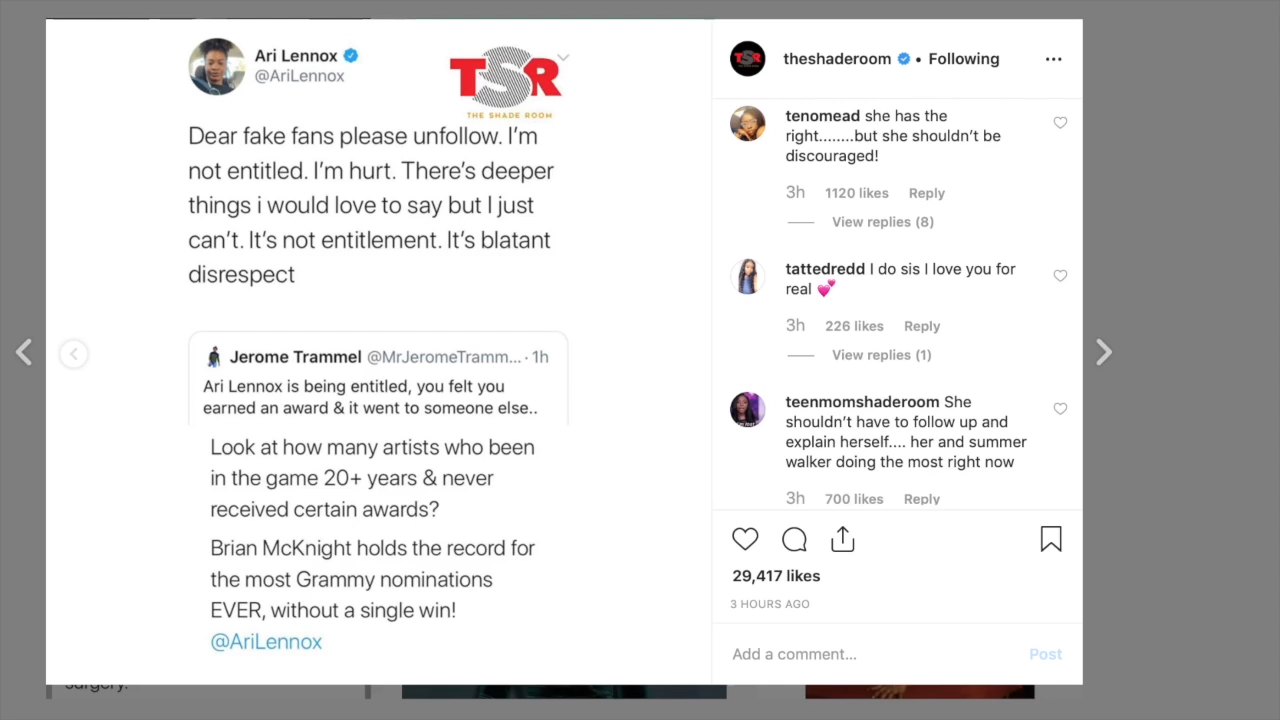 Ari Lennox
@AriLennox
TSR
THE SHADE ROOM
Dear fake fans please unfollow. I'm
not entitled. I'm hurt. There's deeper
things i would love to say but I just
can't. It's not entitlement. It's blatant
disrespect
Jerome Trammel @MrJeromeTramm... · 1h
Ari Lennox is being entitled, you felt you
earned an award & it went to someone else..
Look at how many artists who been
in the game 20+ years & never
received certain awards?
Brian McKnight holds the record for
the most Grammy nominations
EVER, without a single win!
@AriLennox
TSR
theshaderoom • Following
tenomead she has the
right........but she shouldn't be
discouraged!
3h 1120 likes Reply
View replies (8)
tattedredd I do sis I love you for
real 💕
3h 226 likes Reply
View replies (1)
teenmomshaderoom She
shouldn't have to follow up and
explain herself.... her and summer
walker doing the most right now
3h 700 likes Reply
29,417 likes
3 HOURS AGO
Add a comment... Post
surgery.